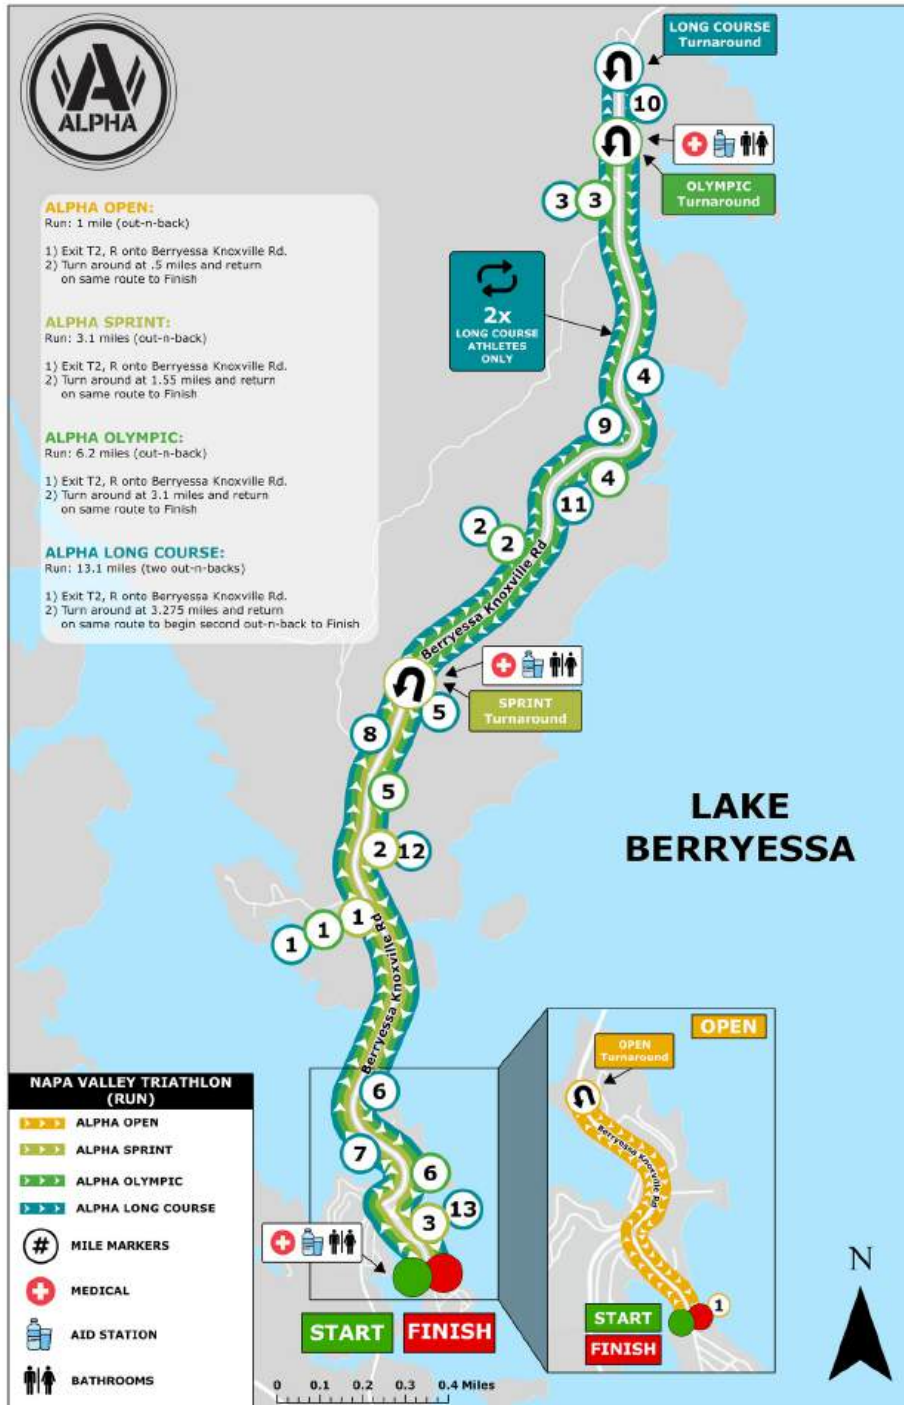 ALPHA
LONG COURSE
Turnaround
10
OLYMPIC
Turnaround
3
3
ALPHA OPEN:
Run: 1 mile (out-n-back)
1) Exit T2, R onto Berryessa Knoxville Rd.
2) Turn around at .5 miles and return
on same route to Finish
ALPHA SPRINT:
Run: 3.1 miles (out-n-back)
1) Exit T2, R onto Berryessa Knoxville Rd.
2) Turn around at 1.55 miles and return
on same route to Finish
ALPHA OLYMPIC:
Run: 6.2 miles (out-n-back)
1) Exit T2, R onto Berryessa Knoxville Rd.
2) Turn around at 3.1 miles and return
on same route to Finish
ALPHA LONG COURSE:
Run: 13.1 miles (two out-n-backs)
1) Exit T2, R onto Berryessa Knoxville Rd.
2) Turn around at 3.275 miles and return
on same route to begin second out-n-back to Finish
2x
LONG COURSE
ATHLETES
ONLY
4
9
4
11
2
2
Berryessa Knoxville Rd
SPRINT
Turnaround
5
8
5
2
12
1
1
1
LAKE
BERRYESSA
Berryessa Knoxville Rd
6
7
6
13
3
START
FINISH
0 0.1 0.2 0.3 0.4 Miles
OPEN
OPEN
Turnaround
Berryessa Knoxville Rd
1
START
FINISH
N
NAPA VALLEY TRIATHLON
(RUN)
ALPHA OPEN
ALPHA SPRINT
ALPHA OLYMPIC
ALPHA LONG COURSE
# MILE MARKERS
MEDICAL
AID STATION
BATHROOMS